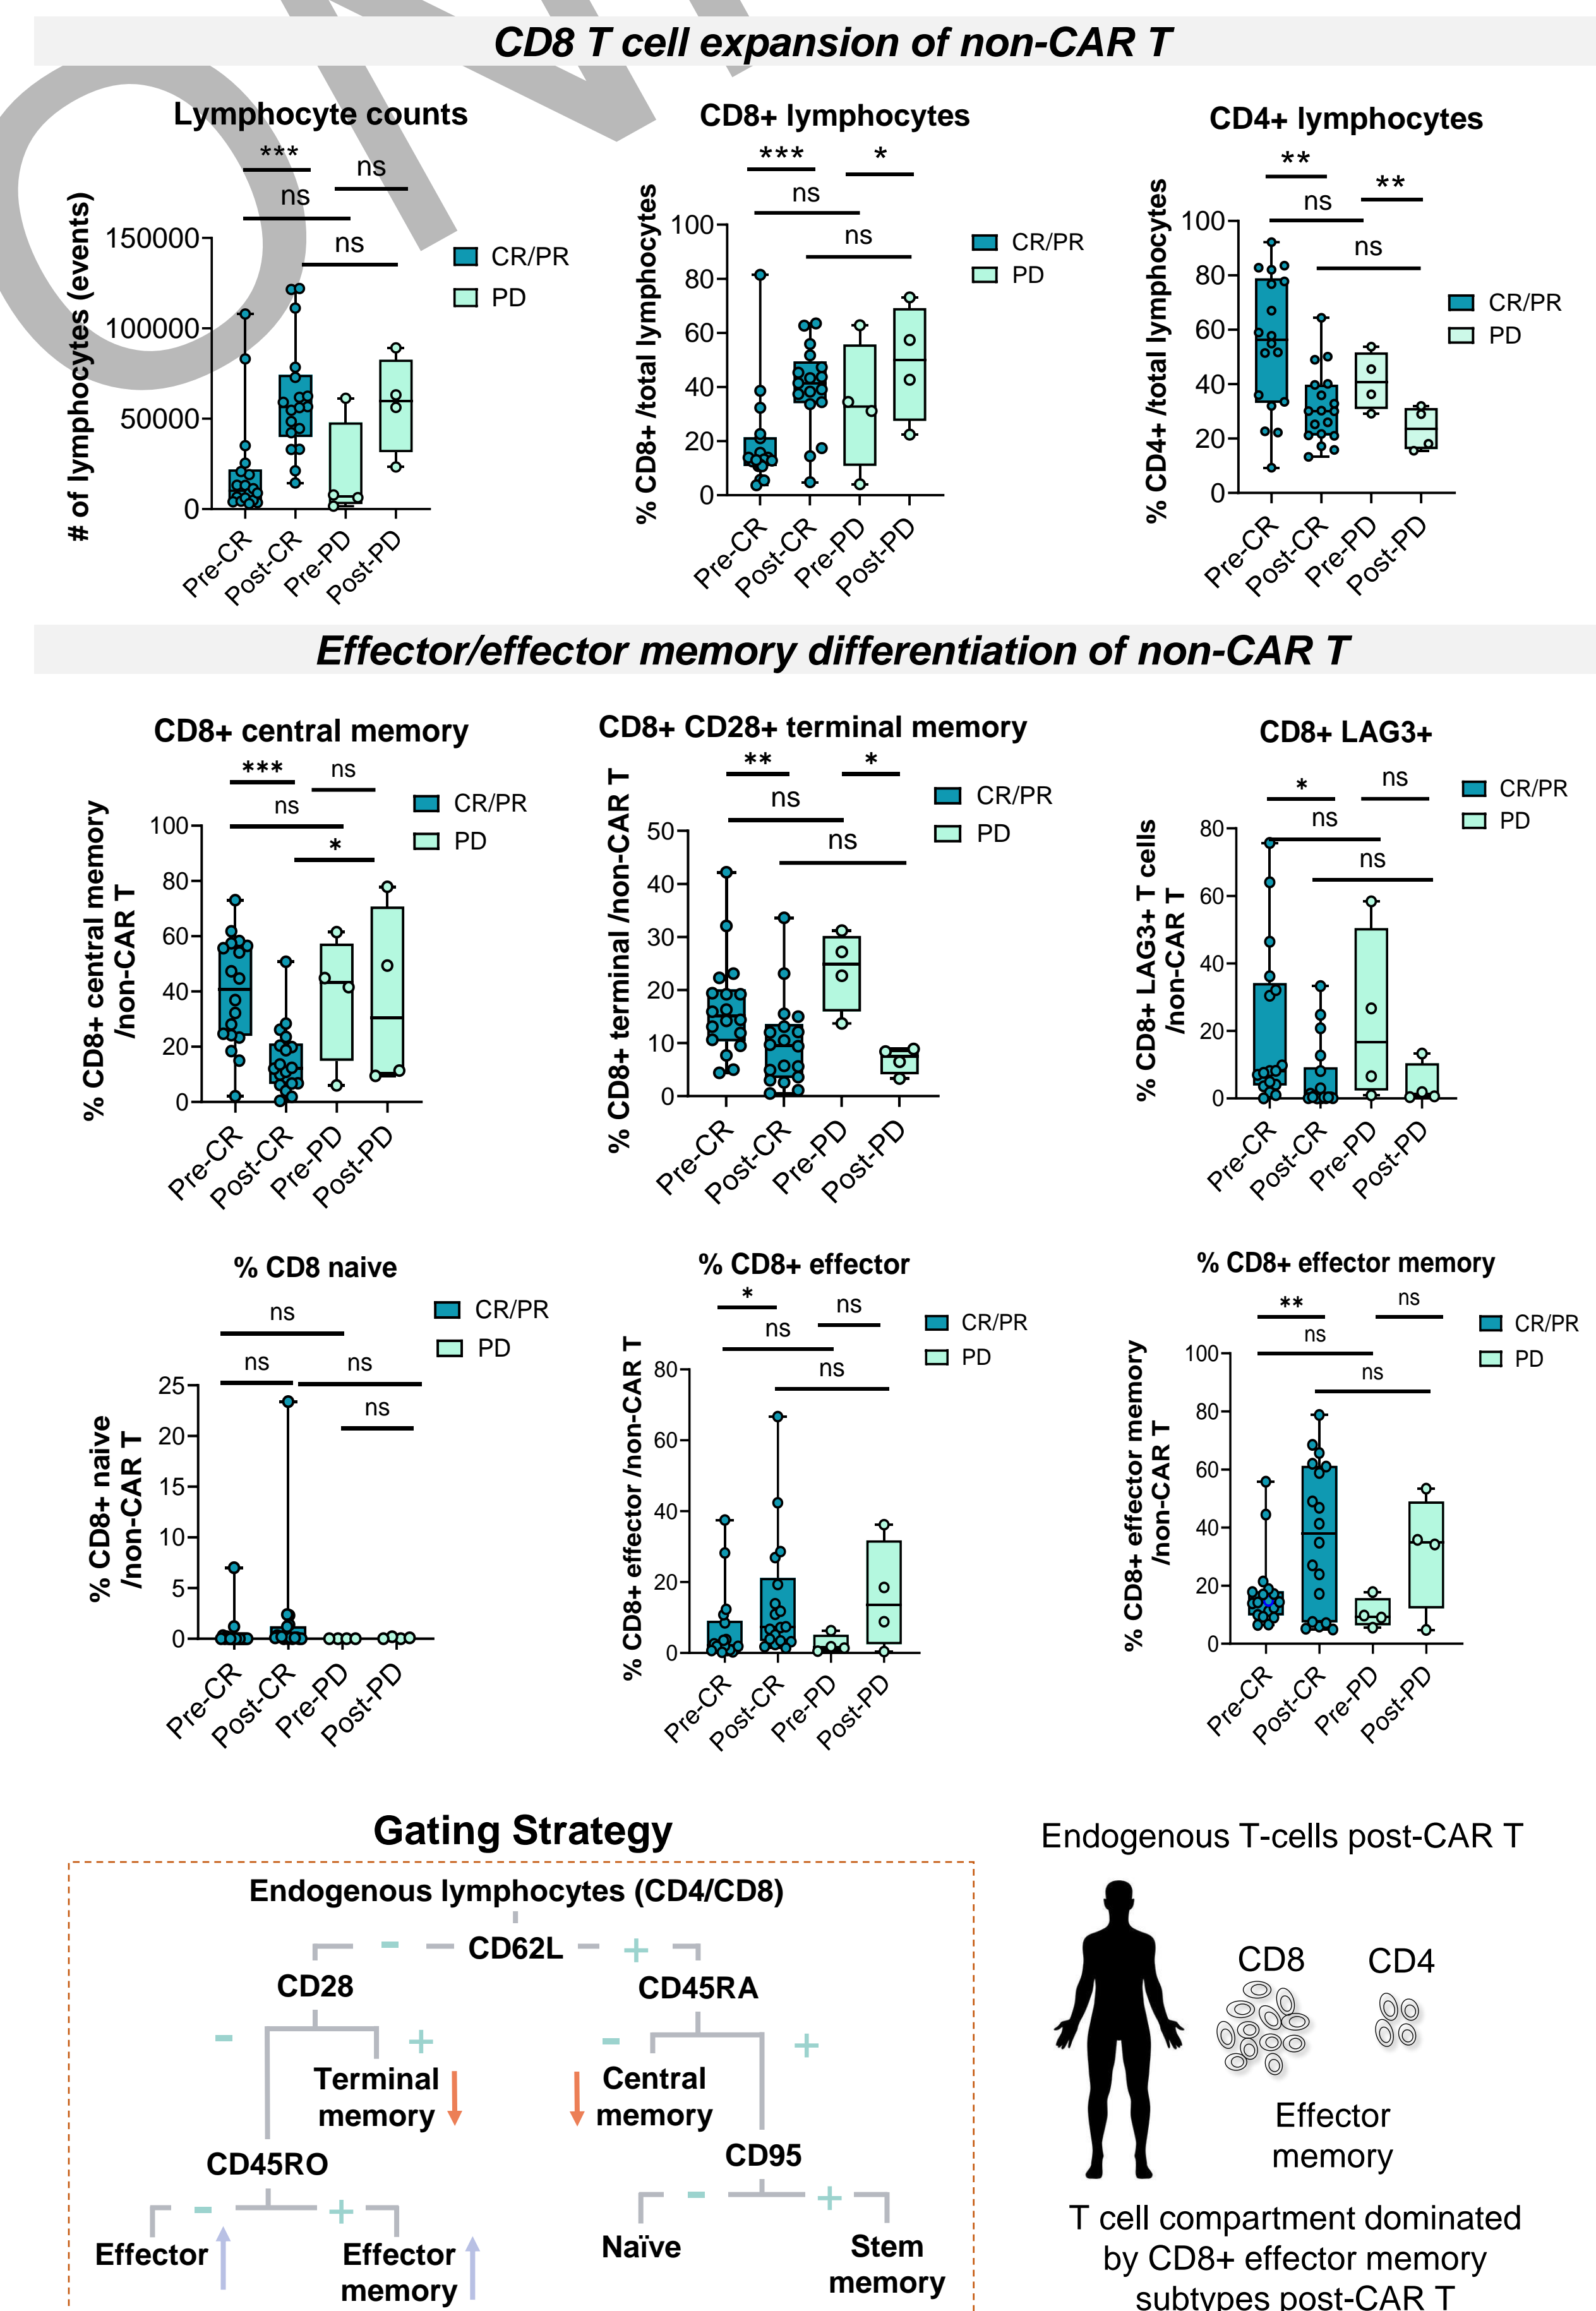 CD8 T cell expansion of non-CAR T
Lymphocyte counts
***
ns
ns
ns
# of lymphocytes (events)
150000
100000
50000
0
CR/PR
PD
Pre-CR
Post-CR
Pre-PD
Post-PD
CD8+ lymphocytes
***
*
ns
ns
% CD8+ /total lymphocytes
100
80
60
40
20
0
CR/PR
PD
Pre-CR
Post-CR
Pre-PD
Post-PD
CD4+ lymphocytes
**
**
ns
ns
% CD4+ /total lymphocytes
100
80
60
40
20
0
CR/PR
PD
Pre-CR
Post-CR
Pre-PD
Post-PD
Effector/effector memory differentiation of non-CAR T
CD8+ central memory
***
ns
ns
*
% CD8+ central memory
/non-CAR T
100
80
60
40
20
0
CR/PR
PD
Pre-CR
Post-CR
Pre-PD
Post-PD
CD8+ CD28+ terminal memory
**
*
ns
ns
% CD8+ terminal /non-CAR T
50
40
30
20
10
0
CR/PR
PD
Pre-CR
Post-CR
Pre-PD
Post-PD
CD8+ LAG3+
*
ns
ns
ns
% CD8+ LAG3+ T cells
/non-CAR T
80
60
40
20
0
CR/PR
PD
Pre-CR
Post-CR
Pre-PD
Post-PD
% CD8 naive
ns
ns
ns
ns
% CD8+ naive
/non-CAR T
25
20
15
10
5
0
CR/PR
PD
Pre-CR
Post-CR
Pre-PD
Post-PD
% CD8+ effector
*
ns
ns
ns
% CD8+ effector /non-CAR T
80
60
40
20
0
CR/PR
PD
Pre-CR
Post-CR
Pre-PD
Post-PD
% CD8+ effector memory
**
ns
ns
ns
% CD8+ effector memory
/non-CAR T
100
80
60
40
20
0
CR/PR
PD
Pre-CR
Post-CR
Pre-PD
Post-PD
Gating Strategy
Endogenous lymphocytes (CD4/CD8)
- CD62L +
CD28
CD45RA
- +
- +
Terminal
memory
Central
memory
CD45RO
CD95
- +
- +
Effector
Effector
memory
Naïve
Stem
memory
Endogenous T-cells post-CAR T
CD8
CD4
Effector
memory
T cell compartment dominated
by CD8+ effector memory
subtypes post-CAR T